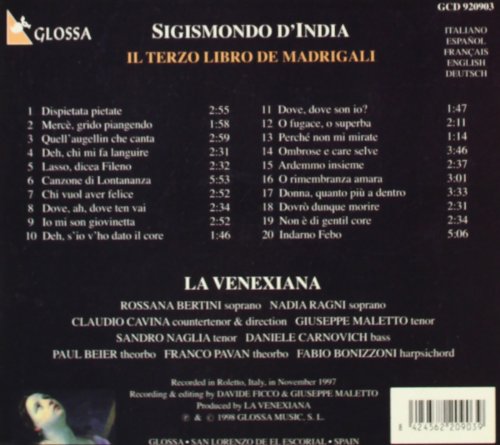 GCD 920903
GLOSSA
SIGISMONDO D'INDIA
IL TERZO LIBRO DE MADRIGALI
ITALIANO
ESPAÑOL
FRANÇAIS
ENGLISH
DEUTSCH
1 Dispietata pietate 2:55
2 Mercè, grido piangendo 1:58
3 Quell'augellin che canta 2:59
4 Deh, chi mi fa languire 2:31
5 Lasso, dicea Fileno 2:32
6 Canzone di Lontananza 5:53
7 Chi vuol aver felice 2:52
8 Dove, ah, dove ten vai 2:34
9 Io mi son giovinetta 2:52
10 Deh, s'io v'ho dato il core 1:46
11 Dove, dove son io? 1:47
12 O fugace, o superba 2:11
13 Perché non mi mirate 1:14
14 Ombrose e care selve 3:46
15 Ardemmo insieme 2:37
16 O rimembranza amara 3:01
17 Donna, quanto più a dentro 3:33
18 Dovrò dunque morire 2:31
19 Non è di gentil core 2:34
20 Indarno Febo 5:06
LA VENEXIANA
ROSSANA BERTINI soprano NADIA RAGNI soprano
CLAUDIO CAVINA countertenor & direction GIUSEPPE MALETTO tenor
SANDRO NAGLIA tenor DANIELE CARNOVICH bass
PAUL BEIER theorbo FRANCO PAVAN theorbo FABIO BONIZZONI harpsichord
Recorded in Roletto, Italy, in November 1997
Recording & editing by DAVIDE FICCO & GIUSEPPE MALETTO
Produced by LA VENEXIANA
℗ & © 1998 GLOSSA MUSIC, S. L.
GLOSSA • SAN LORENZO DE EL ESCORIAL • SPAIN
8 424562 209039